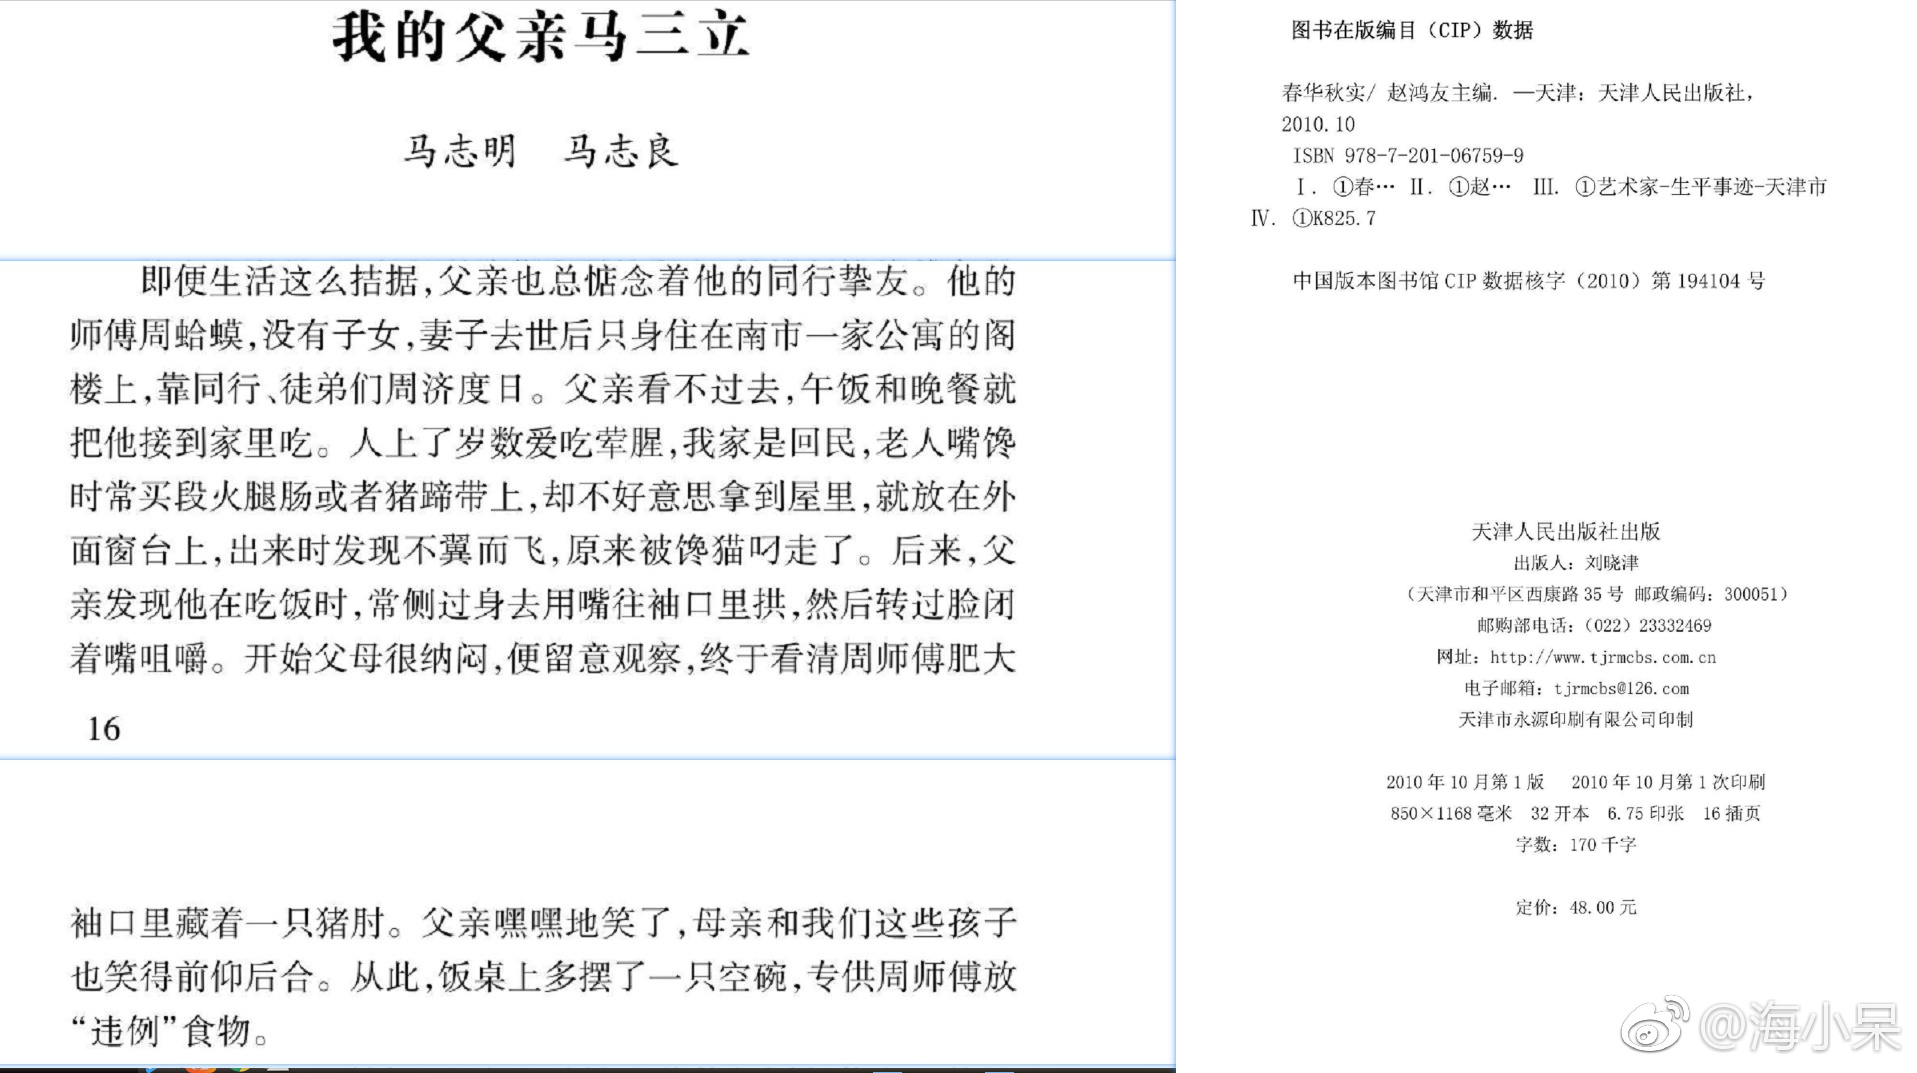 我的父亲马三立
马志明 马志良
即便生活这么拮据,父亲也总惦念着他的同行挚友。他的
师傅周蛤蟆,没有子女,妻子去世后只身住在南市一家公寓的阁
楼上,靠同行、徒弟们周济度日。父亲看不过去,午饭和晚餐就
把他接到家里吃。人上了岁数爱吃荤腥,我家是回民,老人嘴馋
时常买段火腿肠或者猪蹄带上,却不好意思拿到屋里,就放在外
面窗台上,出来时发现不翼而飞,原来被馋猫叼走了。后来,父
亲发现他在吃饭时,常侧过身去用嘴往袖口里拱,然后转过脸闭
着嘴咀嚼。开始父母很纳闷,便留意观察,终于看清周师傅肥大
16
袖口里藏着一只猪肘。父亲嘿嘿地笑了,母亲和我们这些孩子
也笑得前仰后合。从此,饭桌上多摆了一只空碗,专供周师傅放
“违例”食物。
图书在版编目（CIP）数据
春华秋实/ 赵鸿友主编. —天津：天津人民出版社，
2010.10
ISBN 978-7-201-06759-9
Ⅰ. ①春… Ⅱ. ①赵… Ⅲ. ①艺术家-生平事迹-天津市
Ⅳ. ①K825.7
中国版本图书馆 CIP 数据核字（2010）第 194104 号
天津人民出版社出版
出版人：刘晓津
（天津市和平区西康路 35 号 邮政编码：300051）
邮购部电话：（022）23332469
网址：http://www.tjrmcbs.com.cn
电子邮箱：tjrmcbs@126.com
天津市永源印刷有限公司印制
2010 年 10 月第 1 版 2010 年 10 月第 1 次印刷
850×1168 毫米 32 开本 6.75 印张 16 插页
字数：170 千字
定价：48.00 元
@海小呆